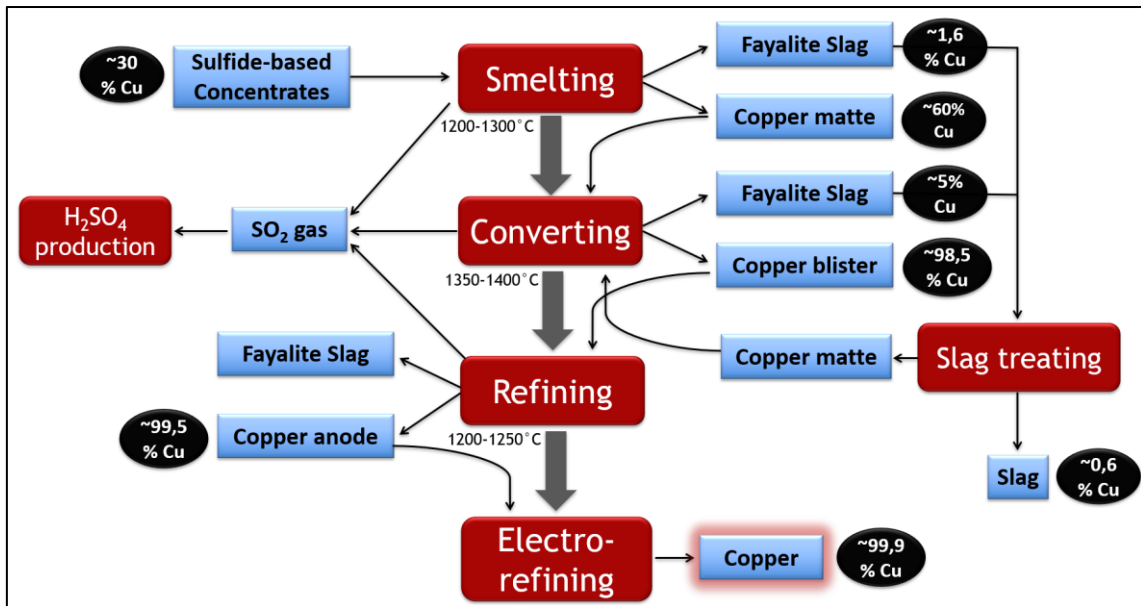 ~30
% Cu
Sulfide-based
Concentrates
Smelting
1200-1300°C
Fayalite Slag
~1,6
% Cu
Copper matte
~60%
Cu
H₂SO₄
production
SO₂ gas
Converting
1350-1400°C
Fayalite Slag
~5%
Cu
Copper blister
~98,5
% Cu
Fayalite Slag
Refining
1200-1250°C
Copper matte
Slag treating
~99,5
% Cu
Copper anode
Slag
~0,6
% Cu
Electro-
refining
Copper
~99,9
% Cu